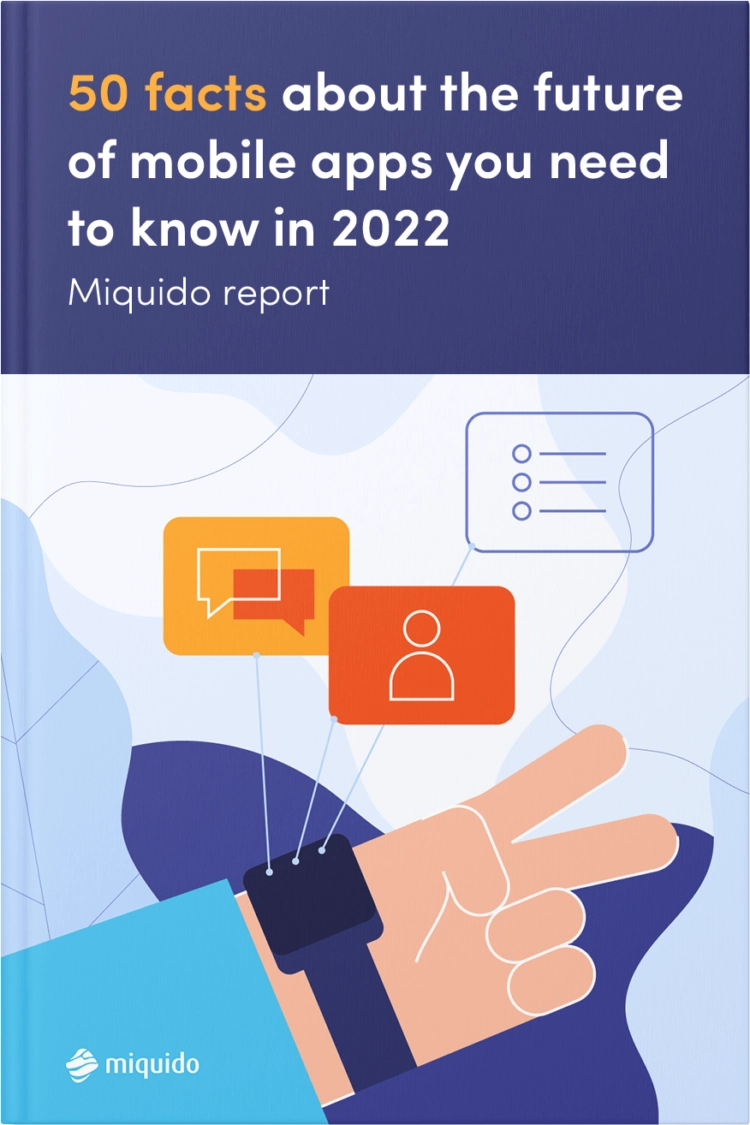 50 facts about the future
of mobile apps you need
to know in 2022
Miquido report
miquido